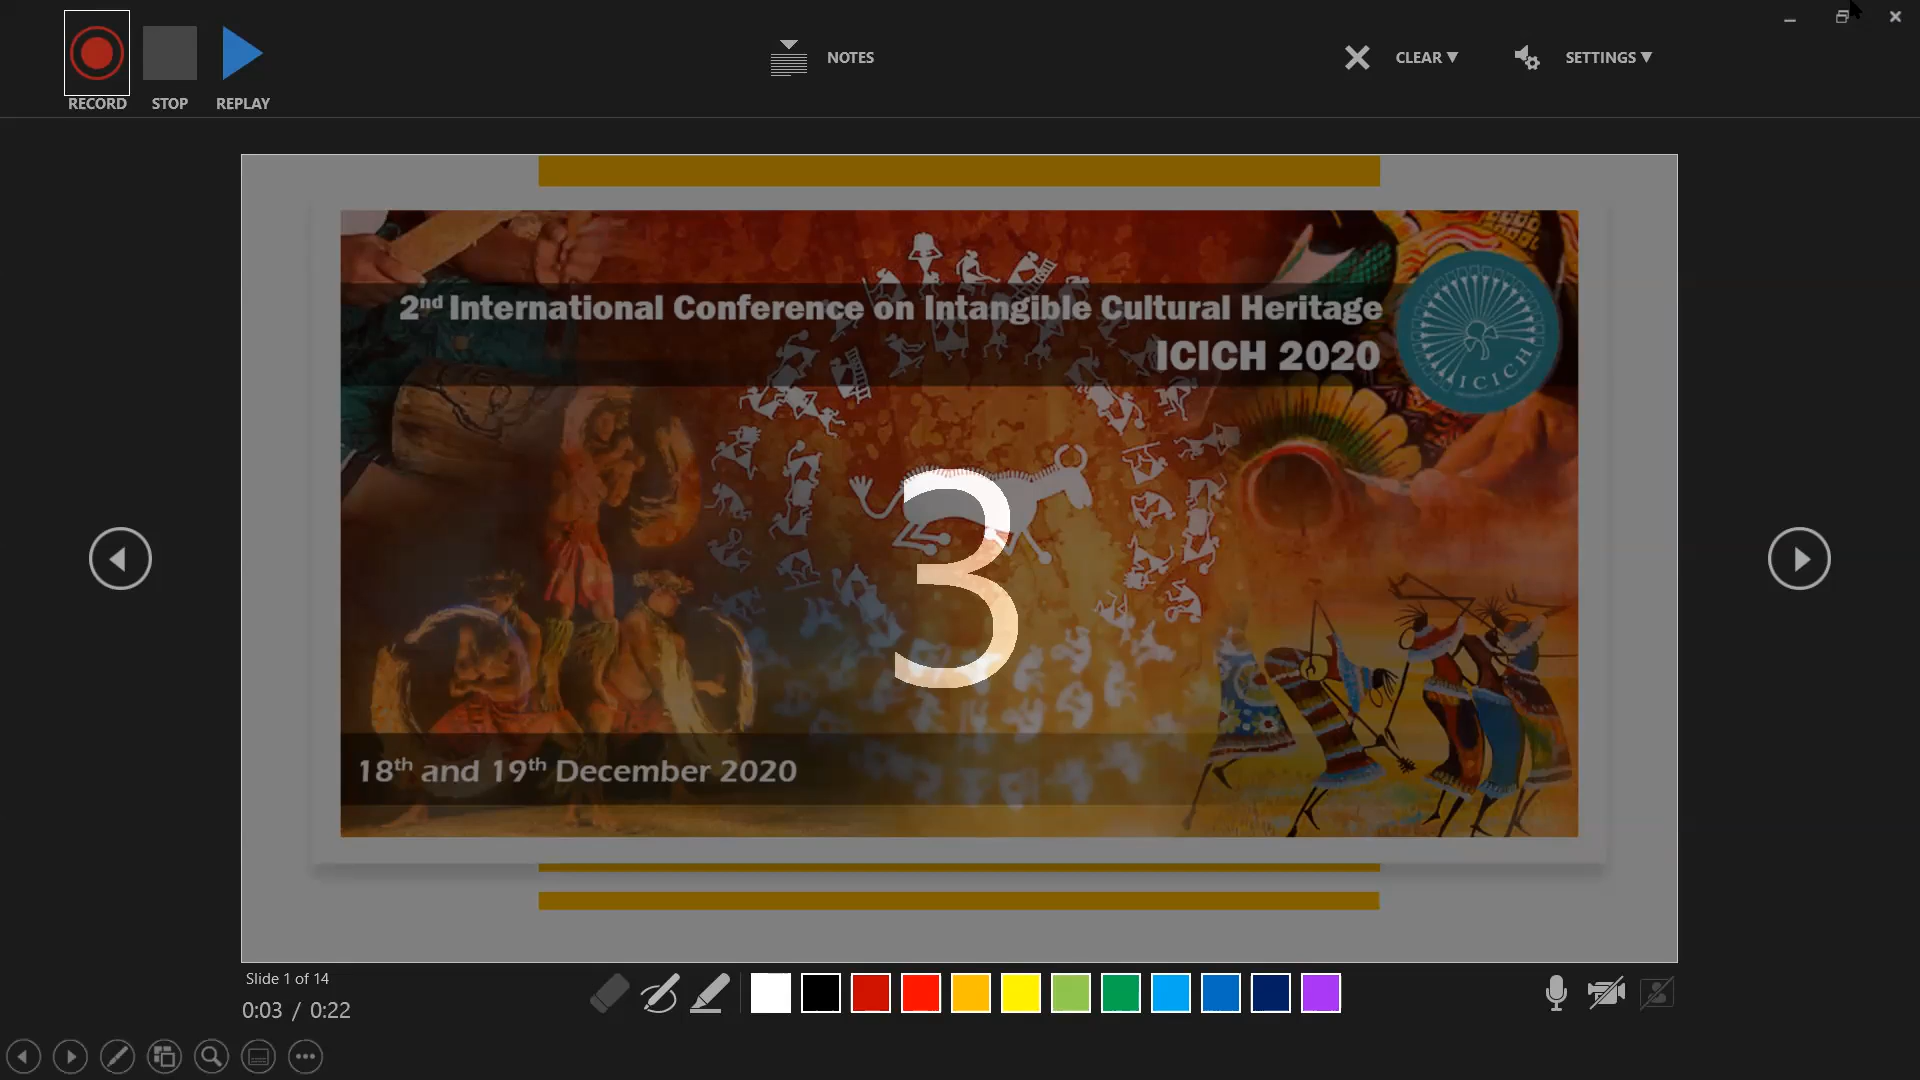 RECORD
STOP
REPLAY
NOTES
CLEAR
SETTINGS
2nd International Conference on Intangible Cultural Heritage
ICICH 2020
ICICH
3
18th and 19th December 2020
Slide 1 of 14
0:03 / 0:22